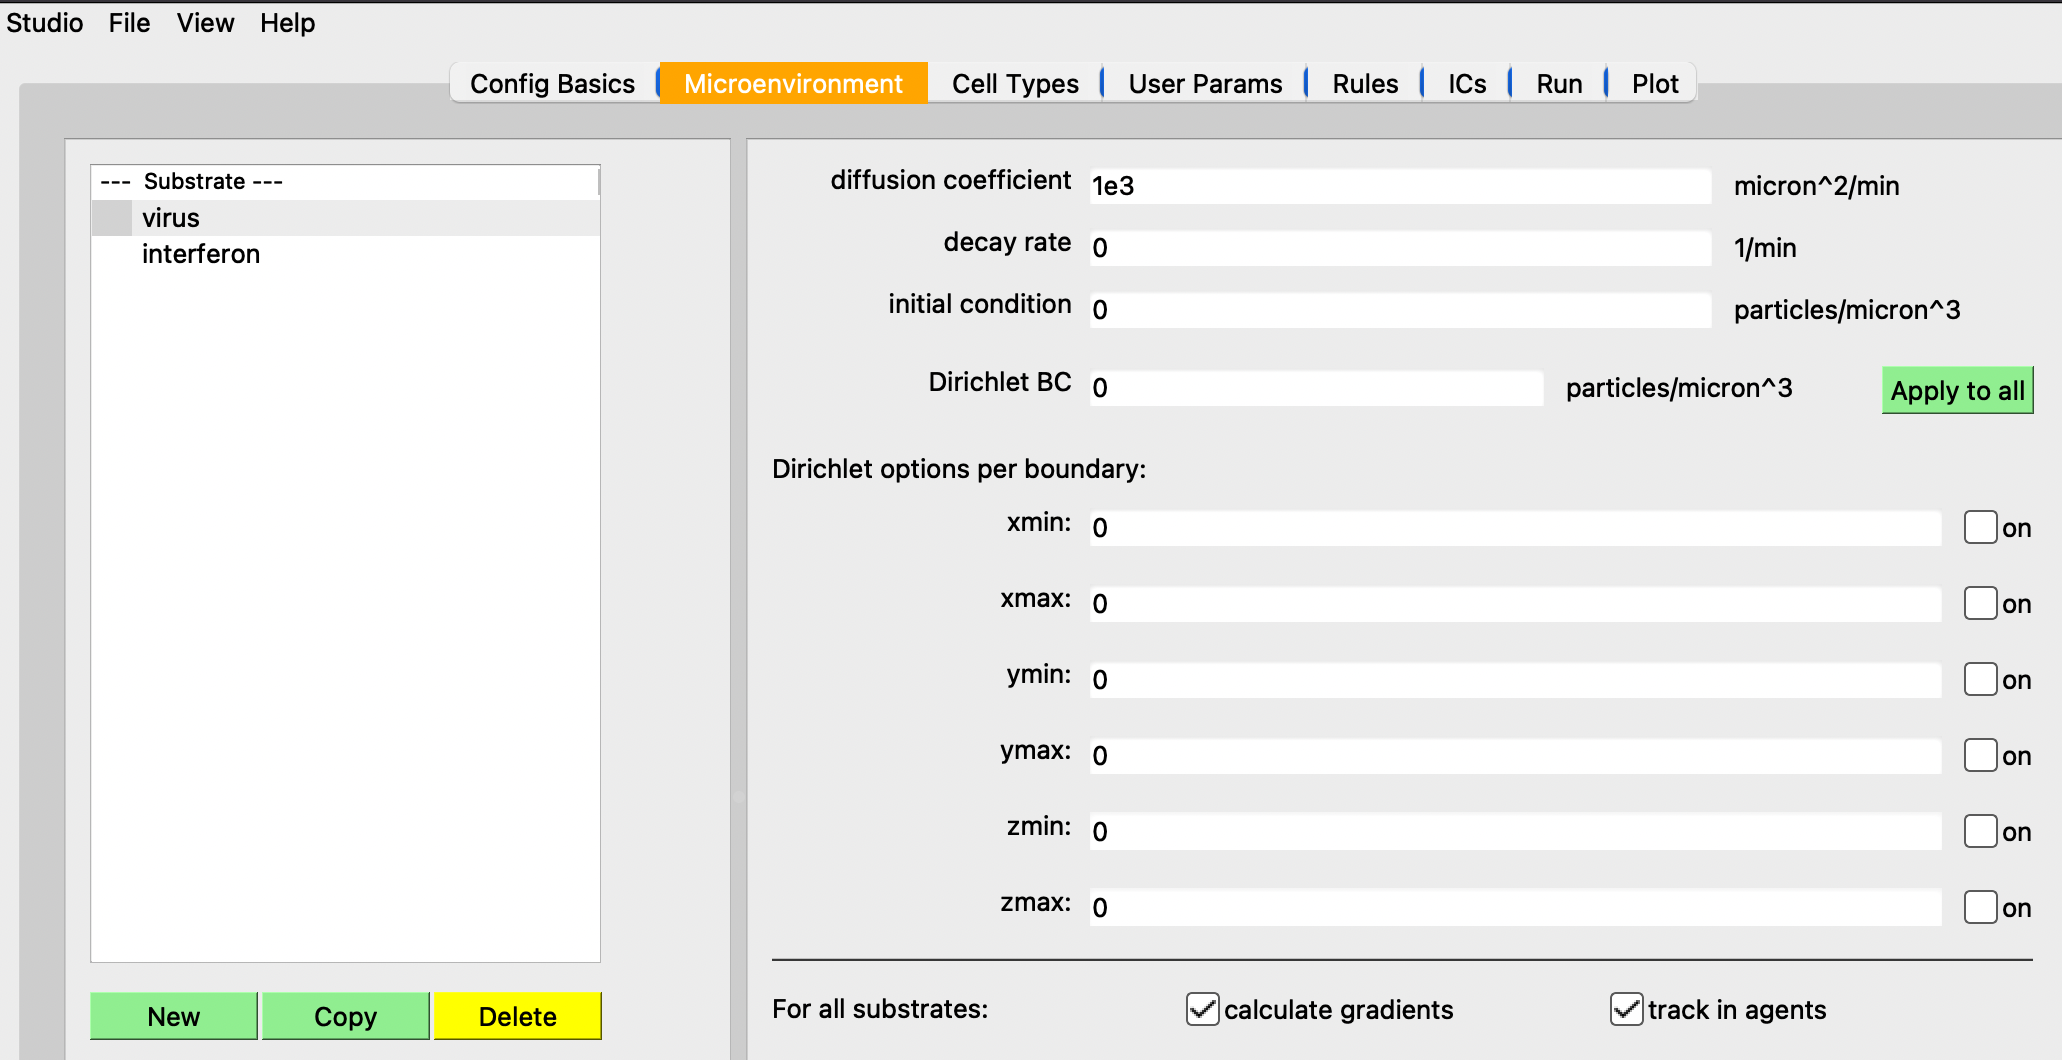 Studio File View Help
Config Basics Microenvironment Cell Types User Params Rules ICs Run Plot
--- Substrate ---
virus
interferon
New Copy Delete
diffusion coefficient 1e3 micron^2/min
decay rate 0 1/min
initial condition 0 particles/micron^3
Dirichlet BC 0 particles/micron^3 Apply to all
Dirichlet options per boundary:
xmin: 0 on
xmax: 0 on
ymin: 0 on
ymax: 0 on
zmin: 0 on
zmax: 0 on
For all substrates: calculate gradients track in agents